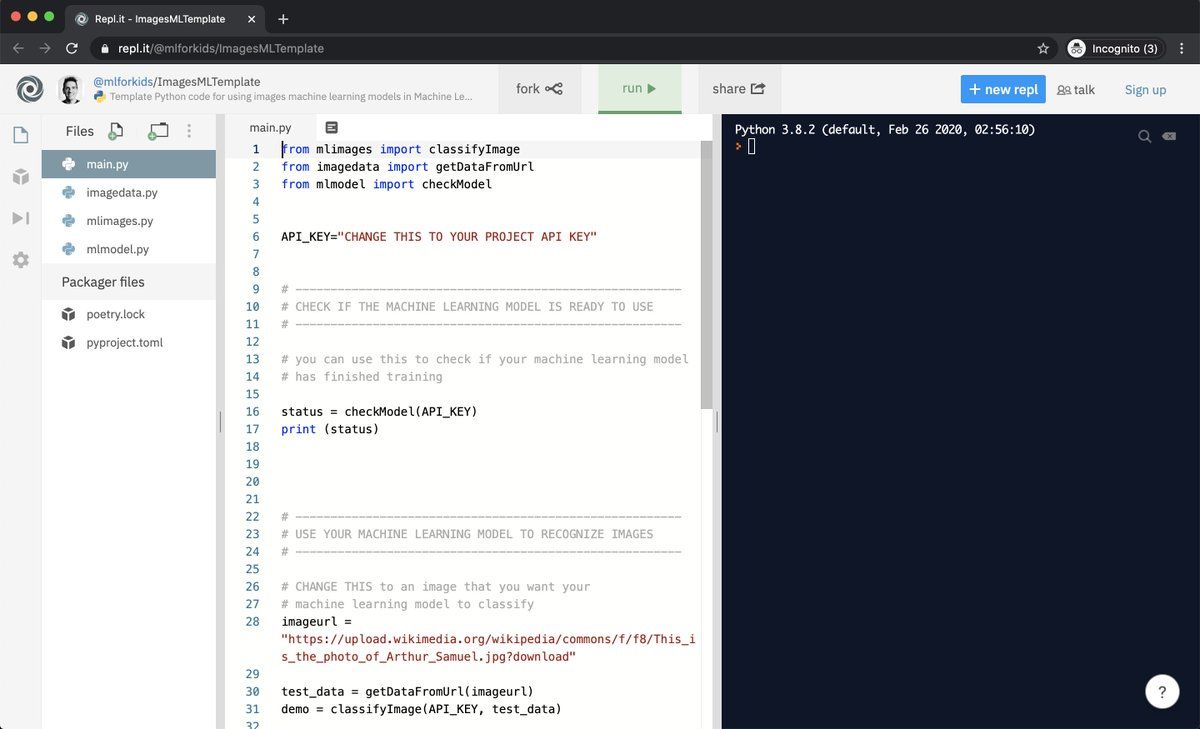 Repl.it - ImagesMLTemplate
repl.it/@mlforkids/ImagesMLTemplate
Incognito (3)
@mlforkids/ImagesMLTemplate
Template Python code for using images machine learning models in Machine Le...
fork
run
share
+ new repl
talk
Sign up
Files
main.py
imagedata.py
mlimages.py
mlmodel.py
Packager files
poetry.lock
pyproject.toml
main.py
1 from mlimages import classifyImage
2 from imagedata import getDataFromUrl
3 from mlmodel import checkModel
4
5
6 API_KEY="CHANGE THIS TO YOUR PROJECT API KEY"
7
8
9 # -------------------------------------------------------
10 # CHECK IF THE MACHINE LEARNING MODEL IS READY TO USE
11 # -------------------------------------------------------
12
13 # you can use this to check if your machine learning model
14 # has finished training
15
16 status = checkModel(API_KEY)
17 print (status)
18
19
20
21
22 # -------------------------------------------------------
23 # USE YOUR MACHINE LEARNING MODEL TO RECOGNIZE IMAGES
24 # -------------------------------------------------------
25
26 # CHANGE THIS to an image that you want your
27 # machine learning model to classify
28 imageurl =
"https://upload.wikimedia.org/wikipedia/commons/f/f8/This_i
s_the_photo_of_Arthur_Samuel.jpg?download"
29
30 test_data = getDataFromUrl(imageurl)
31 demo = classifyImage(API_KEY, test_data)
32
Python 3.8.2 (default, Feb 26 2020, 02:56:10)
>
?